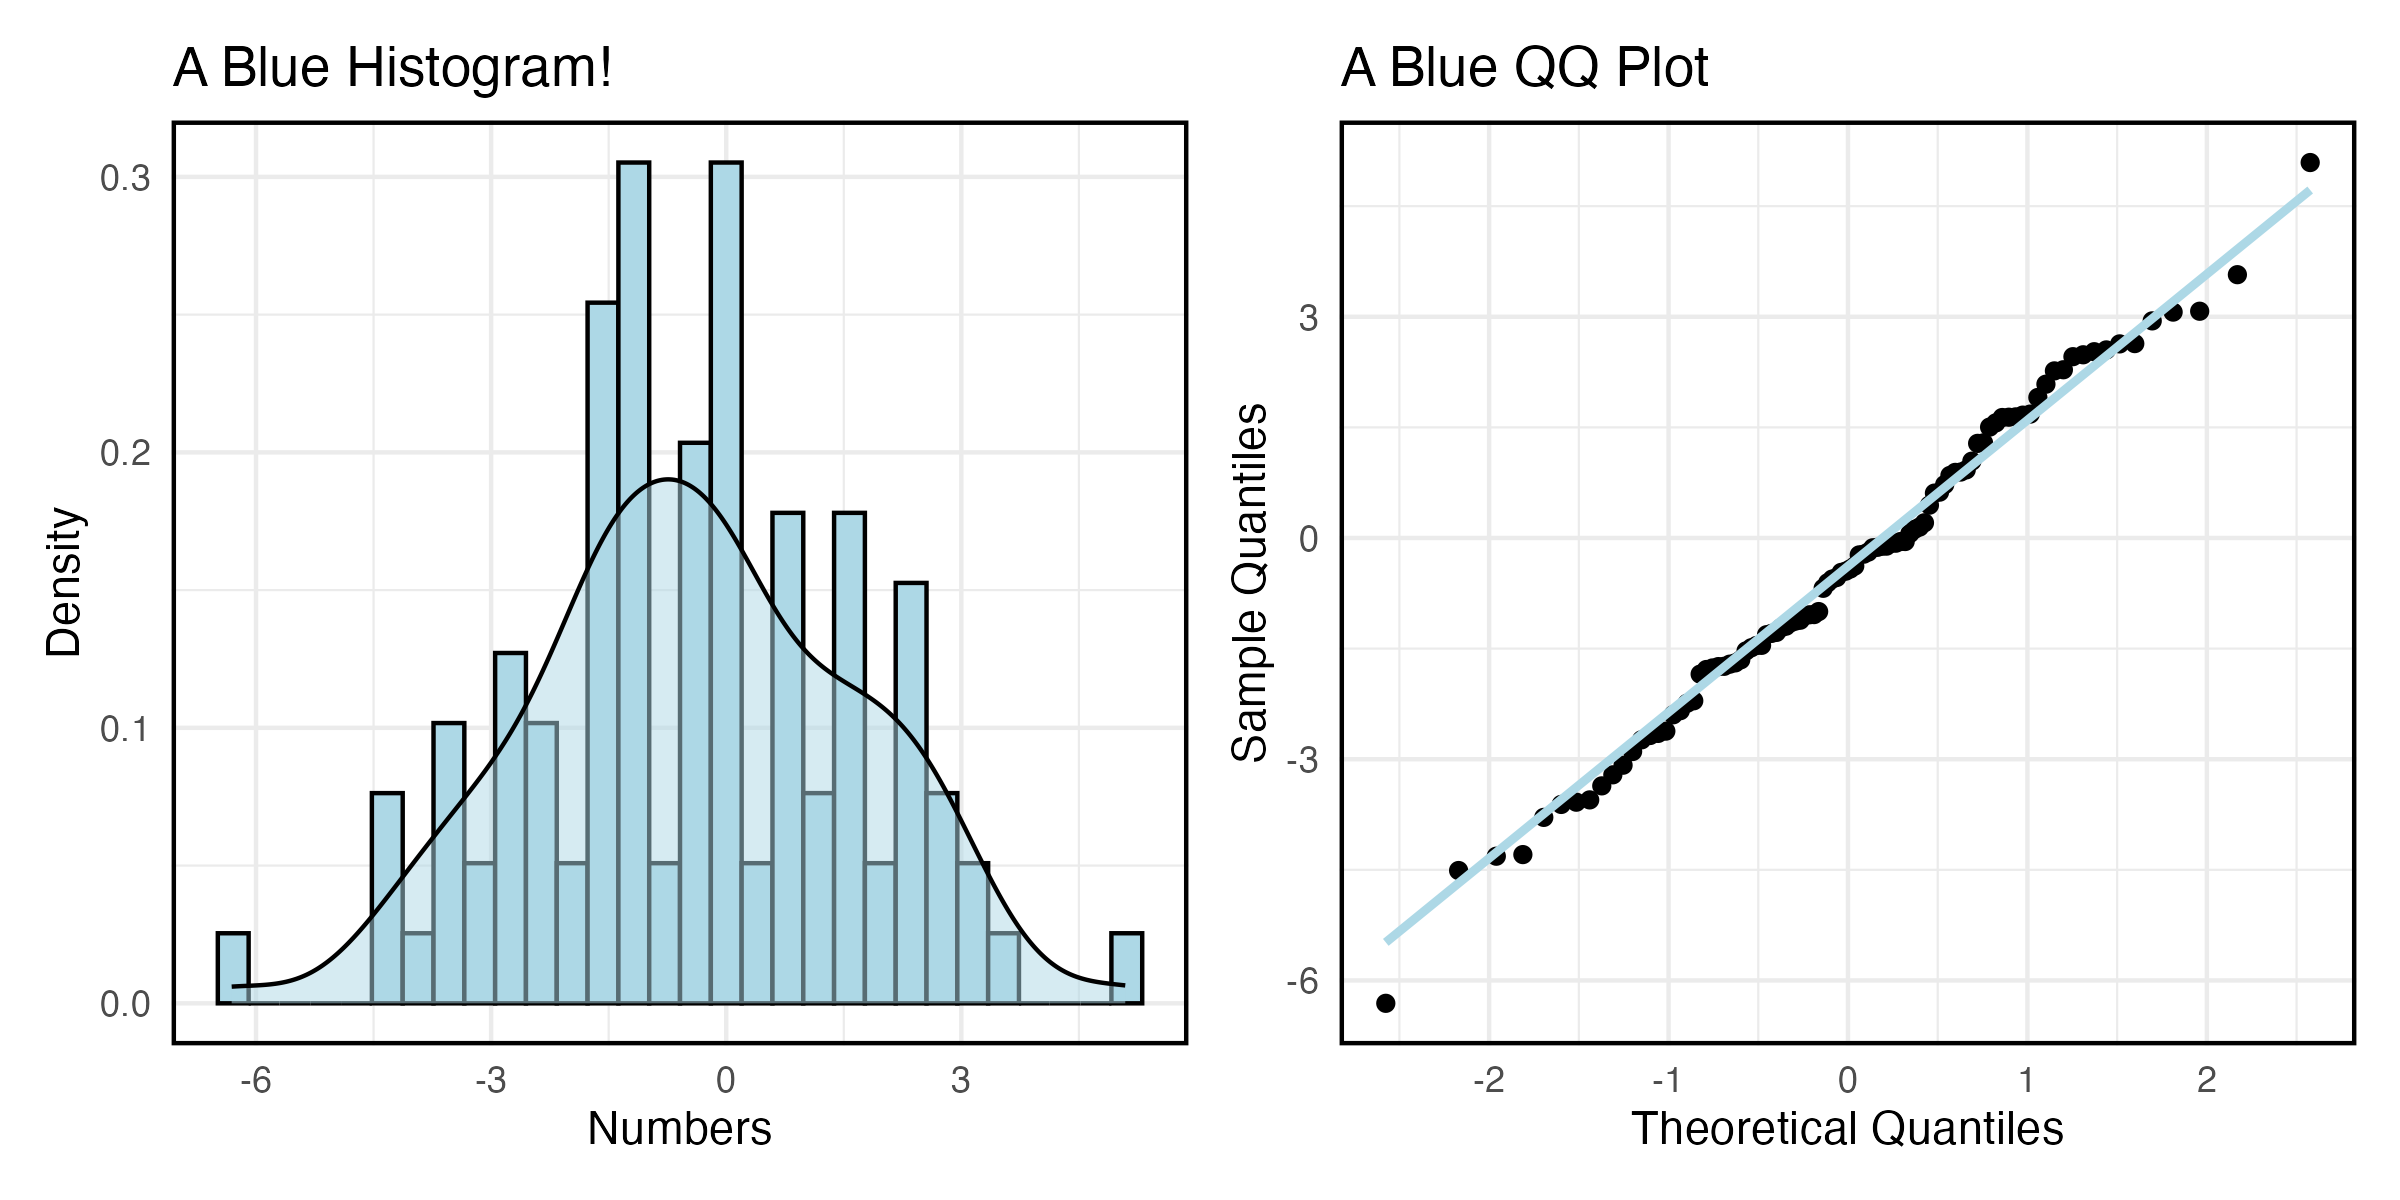 A Blue Histogram!
0.3
0.2
0.1
0.0
Density
-6 -3 0 3
Numbers
A Blue QQ Plot
3
0
-3
-6
Sample Quantiles
-2 -1 0 1 2
Theoretical Quantiles